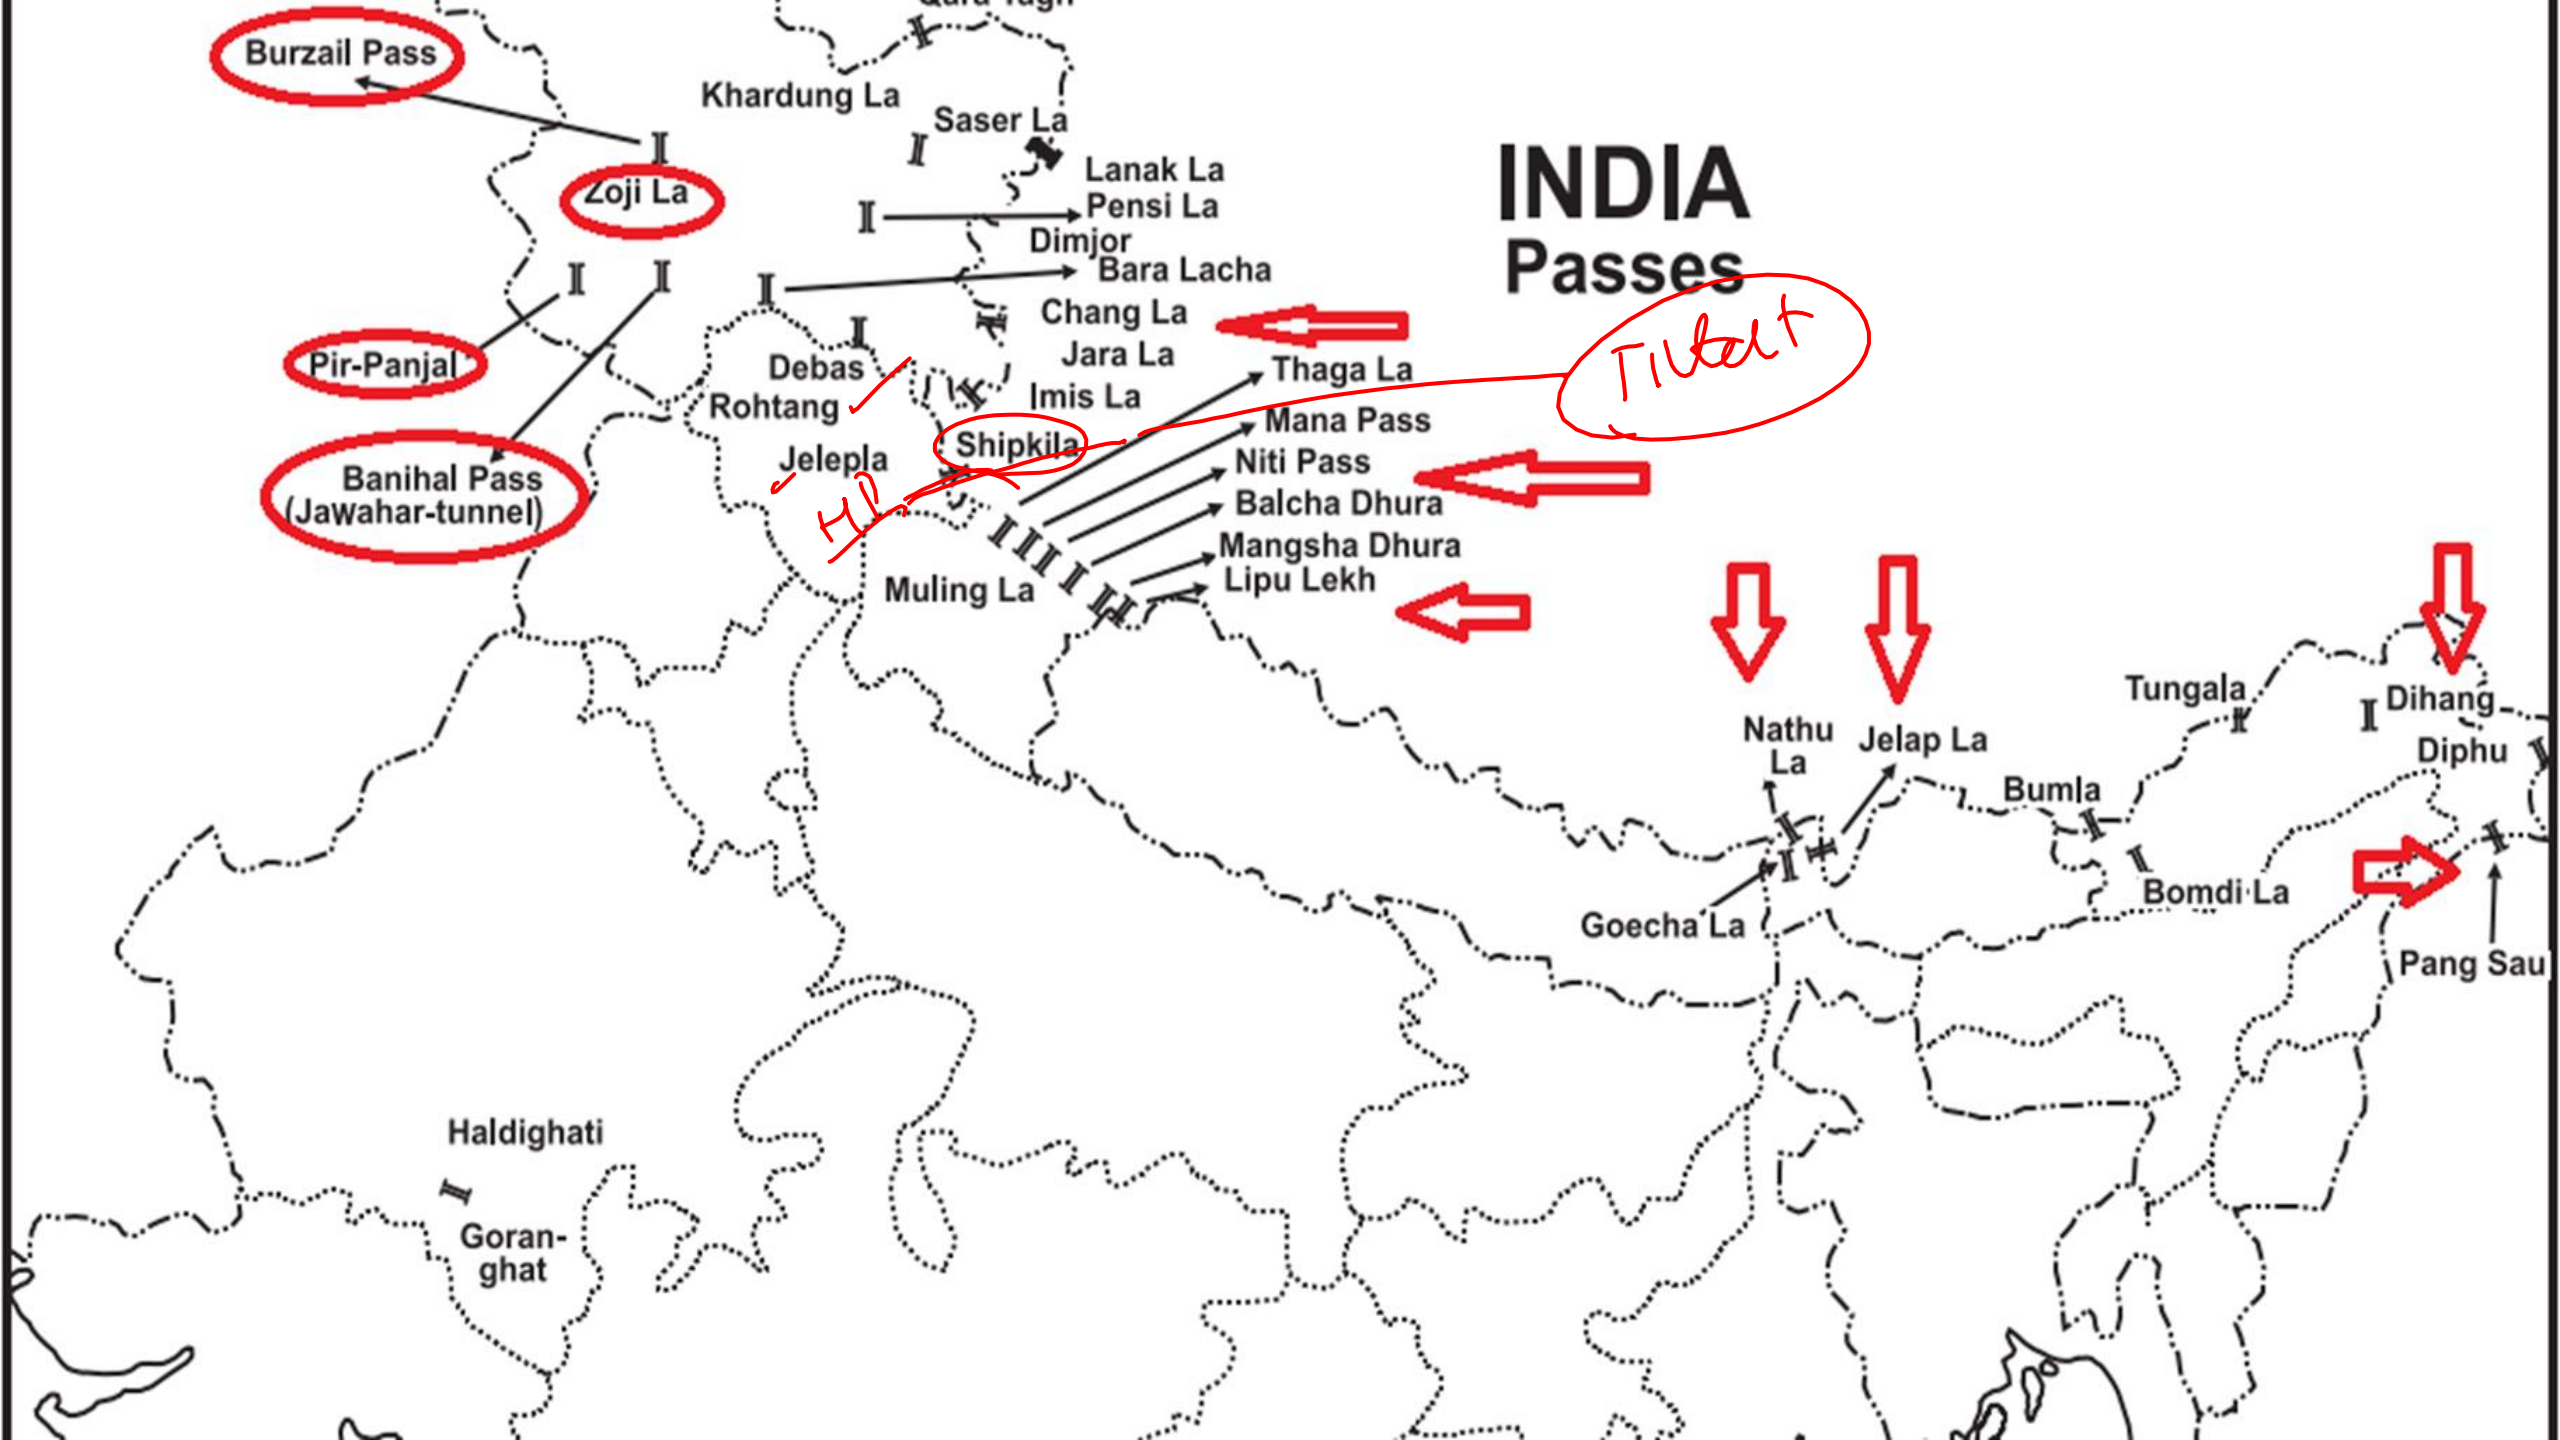 Burzail Pass
Khardung La
Saser La
Zoji La
Lanak La
Pensi La
Dimjor
Bara Lacha
INDIA
Passes
Chang La
Jara La
Thaga La
Tibet
Pir-Panjal
Debas
Imis La
Rohtang
Mana Pass
Shipkila
Jelepla
Niti Pass
Banihal Pass
(Jawahar-tunnel)
HP
Balcha Dhura
Mangsha Dhura
Lipu Lekh
Muling La
Tungala
Dihang
Nathu
La
Jelap La
Diphu
Bumla
Bomdi La
Goecha La
Pang Sau
Haldighati
Goran-
ghat